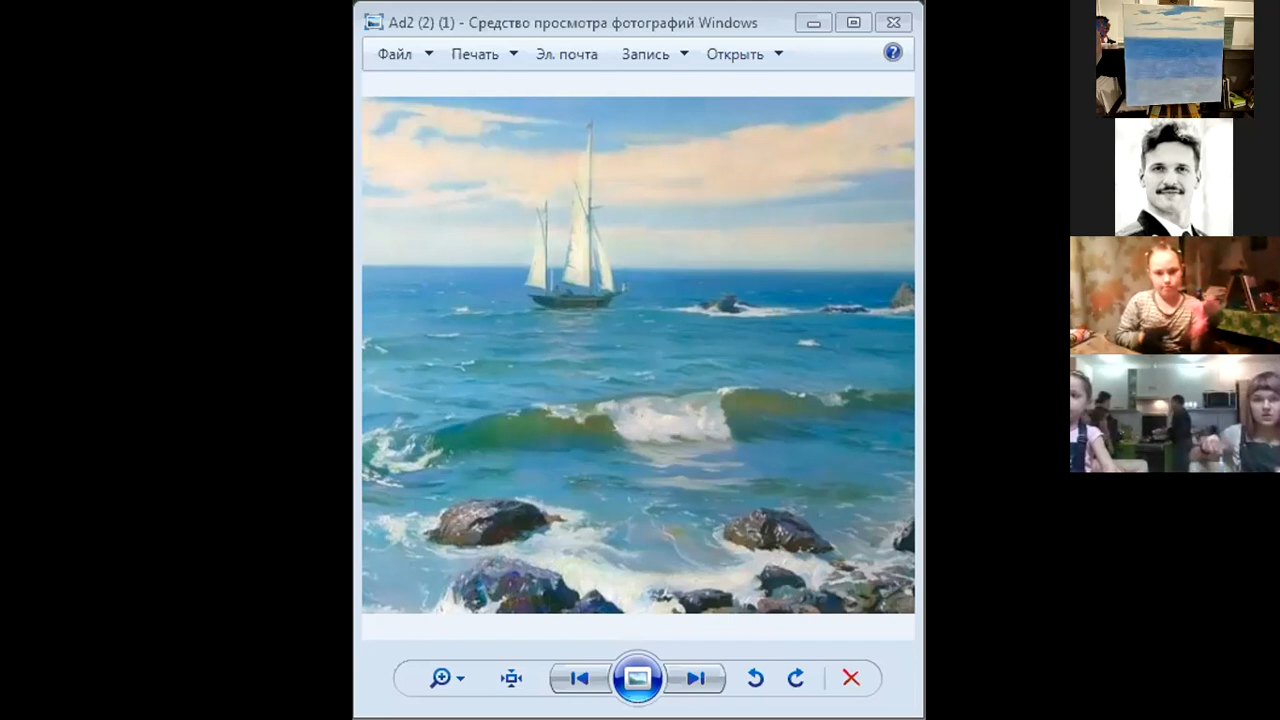 Ad2 (2) (1) - Средство просмотра фотографий Windows
Файл Печать Эл. почта Запись Открыть